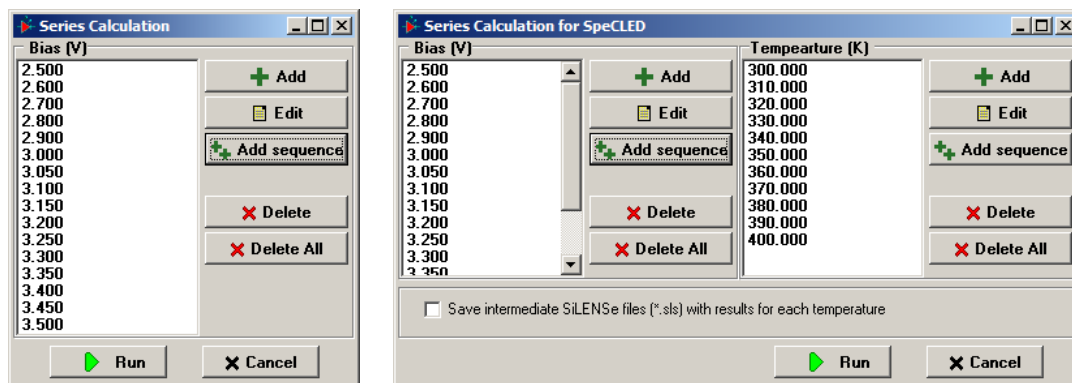 Series Calculation
Bias (V)
2.500
2.600
2.700
2.800
2.900
3.000
3.050
3.100
3.150
3.200
3.250
3.300
3.350
3.400
3.450
3.500
Add
Edit
Add sequence
Delete
Delete All
Run
Cancel
Series Calculation for SpeCLED
Bias (V)
2.500
2.600
2.700
2.800
2.900
3.000
3.050
3.100
3.150
3.200
3.250
3.300
3.350
Add
Edit
Add sequence
Delete
Delete All
Tempearture (K)
300.000
310.000
320.000
330.000
340.000
350.000
360.000
370.000
380.000
390.000
400.000
Add
Edit
Add sequence
Delete
Delete All
Save intermediate SiLENSe files (*.sls) with results for each temperature
Run
Cancel